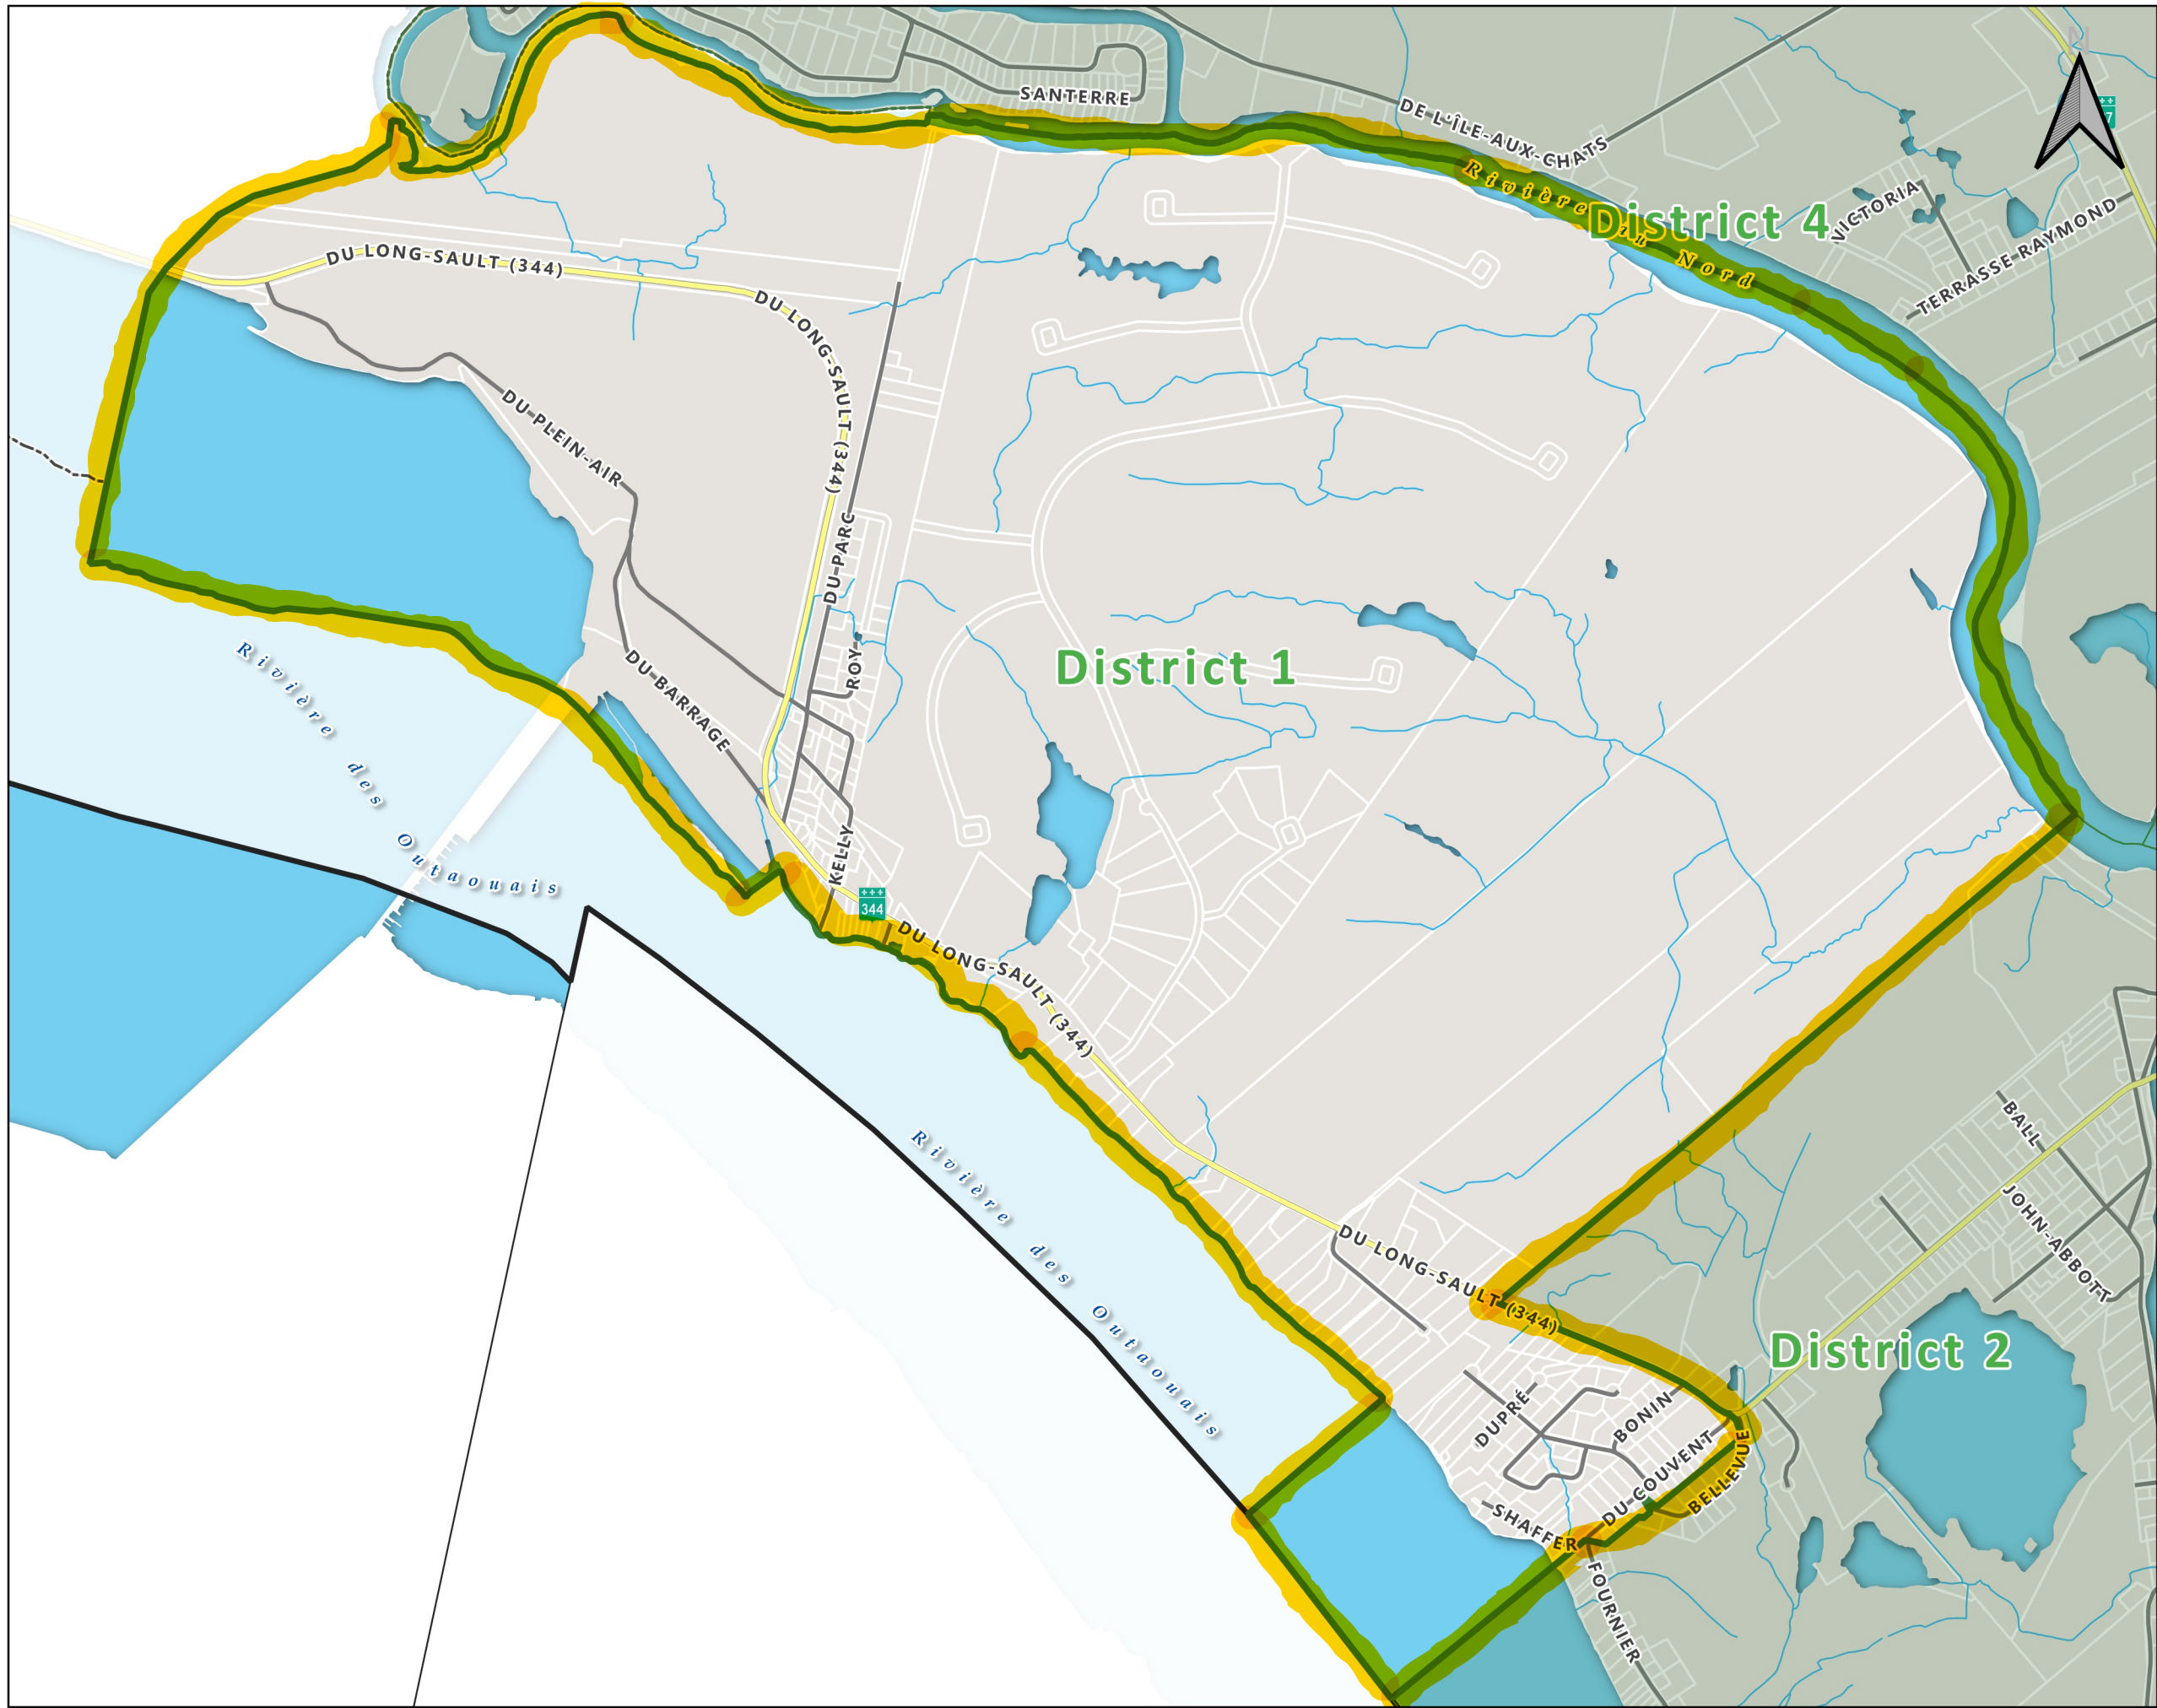 N
SANTERRE
DE L'ÎLE-AUX-CHATS
Rivière du Nord
District 4
VICTORIA
TERRASSE-RAYMOND
DU LONG-SAULT (344)
DU LONG-SAULT (344)
DU PLEIN-AIR
DU PARC
ROY
DU BARRAGE
District 1
Rivière des Outaouais
KELLY
344
DU LONG-SAULT (344)
BALL
JOHN-ABBOTT
Rivière des Outaouais
DU LONG-SAULT (344)
District 2
DUPRÉ
BONIN
DU COUVENT
BELLEVUE
SHAFFER
FOURNIER